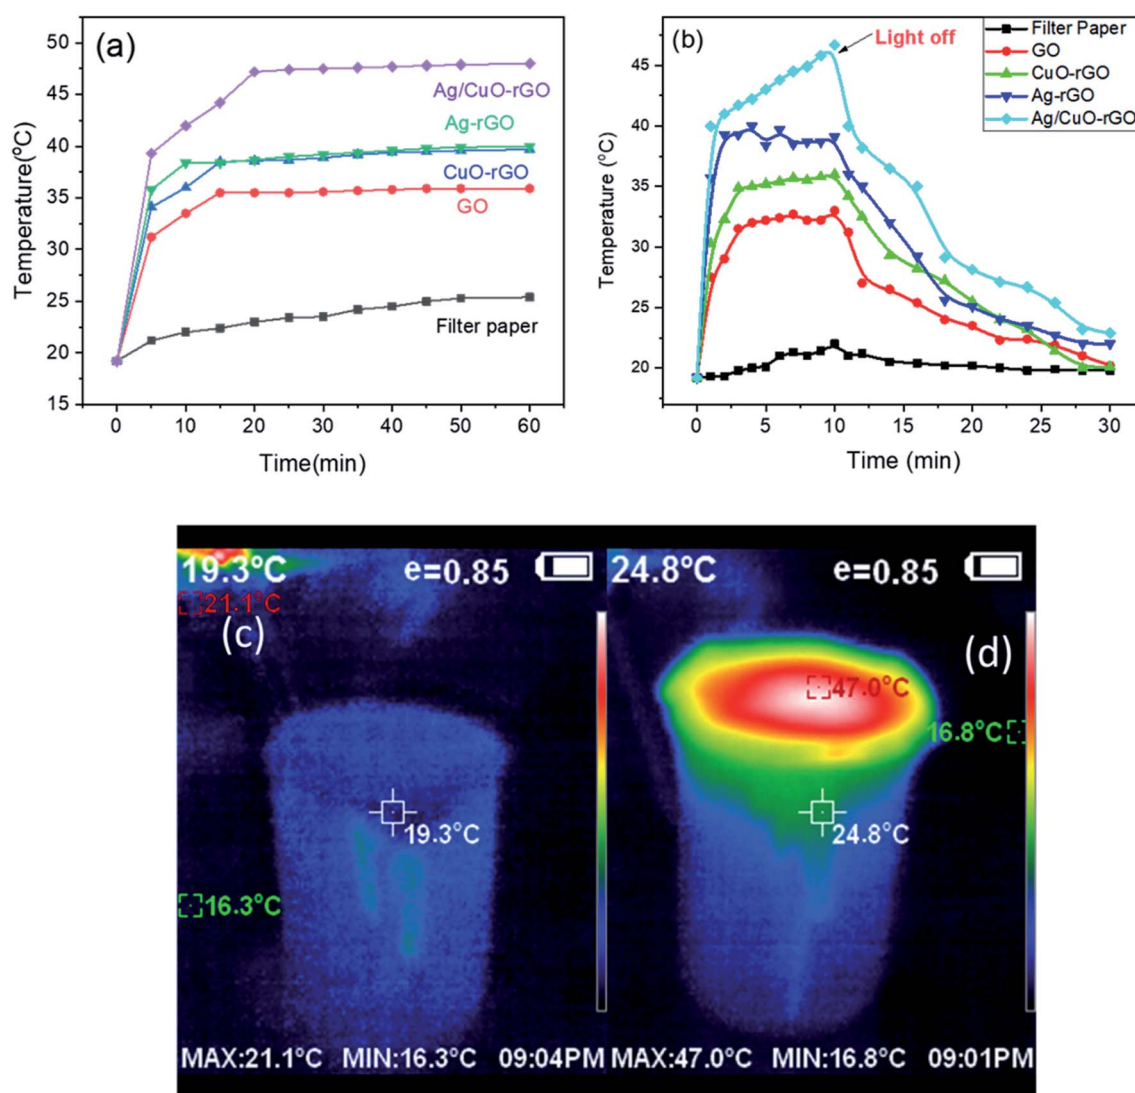 (a)
50
45
40
35
30
25
20
15
Temperature(ºC)
Ag/CuO-rGO
Ag-rGO
CuO-rGO
GO
Filter paper
0 10 20 30 40 50 60
Time(min)
(b)
Light off
Filter Paper
GO
CuO-rGO
Ag-rGO
Ag/CuO-rGO
45
40
35
30
25
20
Temperature (°C)
0 5 10 15 20 25 30
Time (min)
19.3°C e=0.85
21.1°C
(c)
19.3°C
16.3°C
MAX:21.1°C MIN:16.3°C 09:04PM
24.8°C e=0.85
(d)
47.0°C
16.8°C
24.8°C
MAX:47.0°C MIN:16.8°C 09:01PM